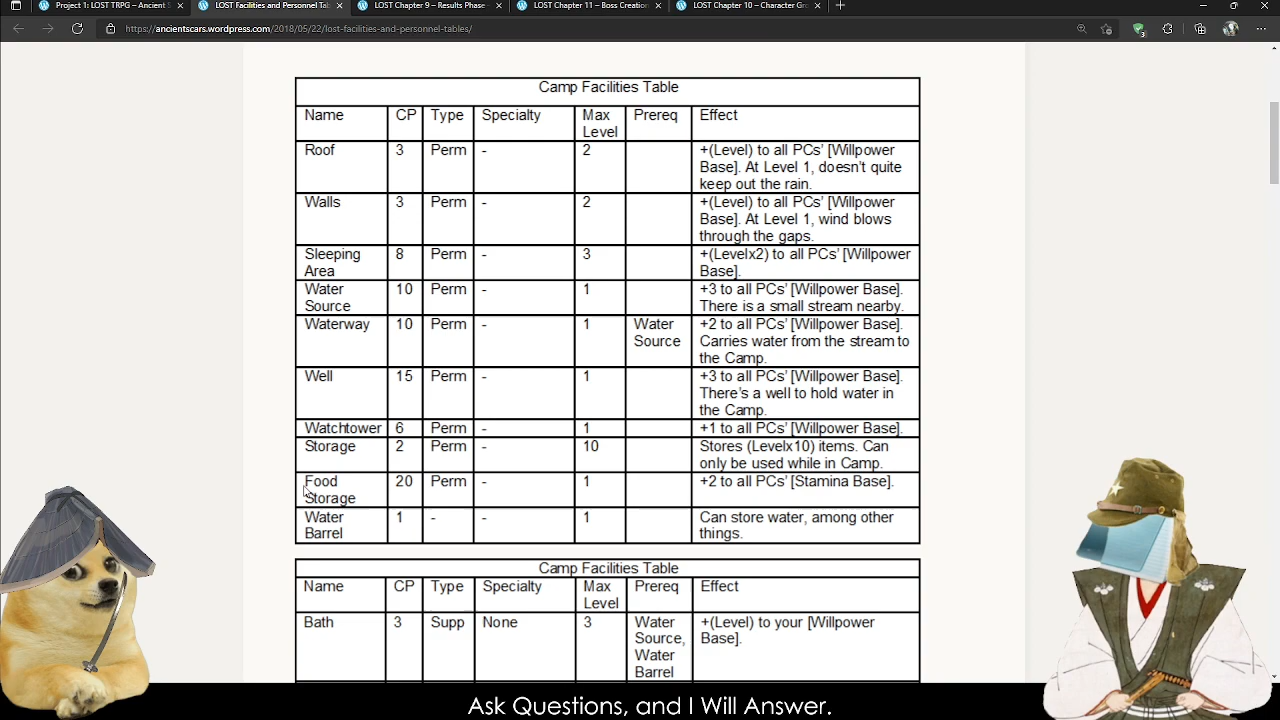 Project 1: LOST TTRPG – Ancient S
LOST Facilities and Personnel Tab
LOST Chapter 9 – Results Phase
LOST Chapter 11 – Boss Creation
LOST Chapter 10 – Character Gro
https://ancientscars.wordpress.com/2018/05/22/lost-facilities-and-personnel-tables/
Camp Facilities Table
Name CP Type Specialty Max Prereq Effect
Level
Roof 3 Perm - 2 +(Level) to all PCs’ [Willpower
Base]. At Level 1, doesn’t quite
keep out the rain.
Walls 3 Perm - 2 +(Level) to all PCs’ [Willpower
Base]. At Level 1, wind blows
through the gaps.
Sleeping 8 Perm - 3 +(Levelx2) to all PCs’ [Willpower
Area Base].
Water 10 Perm - 1 +3 to all PCs’ [Willpower Base].
Source There is a small stream nearby.
Waterway 10 Perm - 1 Water +2 to all PCs’ [Willpower Base].
Source Carries water from the stream to
the Camp.
Well 15 Perm - 1 +3 to all PCs’ [Willpower Base].
There’s a well to hold water in
the Camp.
Watchtower 6 Perm - 1 +1 to all PCs’ [Willpower Base].
Storage 2 Perm - 10 Stores (Levelx10) items. Can
only be used while in Camp.
Food 20 Perm - 1 +2 to all PCs’ [Stamina Base].
Storage
Water 1 - - 1 Can store water, among other
Barrel things.
Camp Facilities Table
Name CP Type Specialty Max Prereq Effect
Level
Bath 3 Supp None 3 Water +(Level) to your [Willpower
Source, Base].
Water
Barrel
Ask Questions, and I Will Answer.